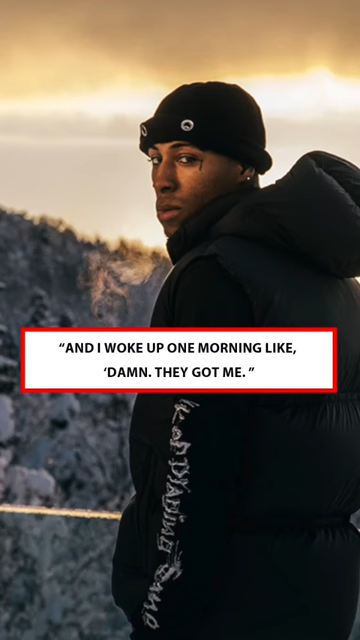 “AND I WOKE UP ONE MORNING LIKE,
‘DAMN. THEY GOT ME. ”